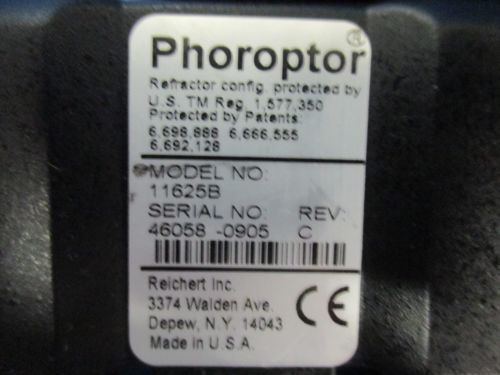 Phoroptor®
Refractor config. protected by
U.S. TM Reg. 1,577,350
Protected by Patents:
6,698,888 6,666,555
6,692,128
MODEL NO:
11625B
SERIAL NO: REV:
46058 -0905 C
Reichert Inc.
3374 Walden Ave.
Depew, N.Y. 14043
Made in U.S.A.
CE